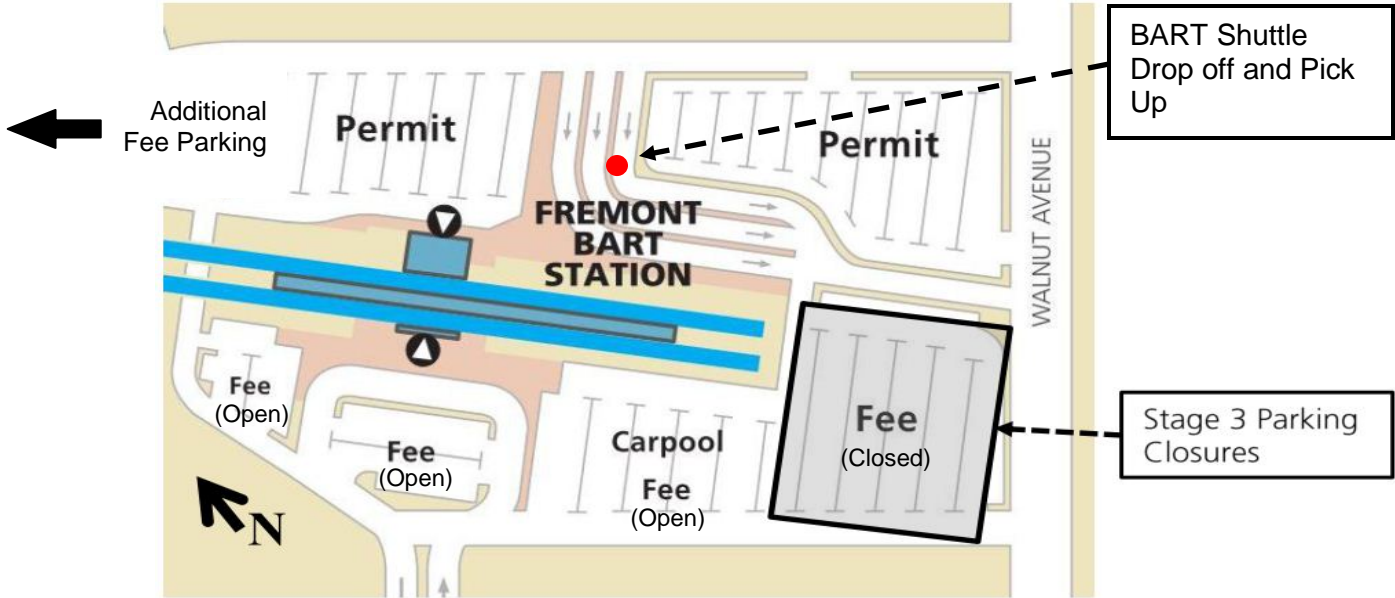 BART Shuttle
Drop off and Pick
Up
Additional
Fee Parking
Permit
Permit
WALNUT AVENUE
FREMONT
BART
STATION
Fee
(Open)
Fee
(Open)
Carpool
Fee
(Open)
Fee
(Closed)
Stage 3 Parking
Closures
N